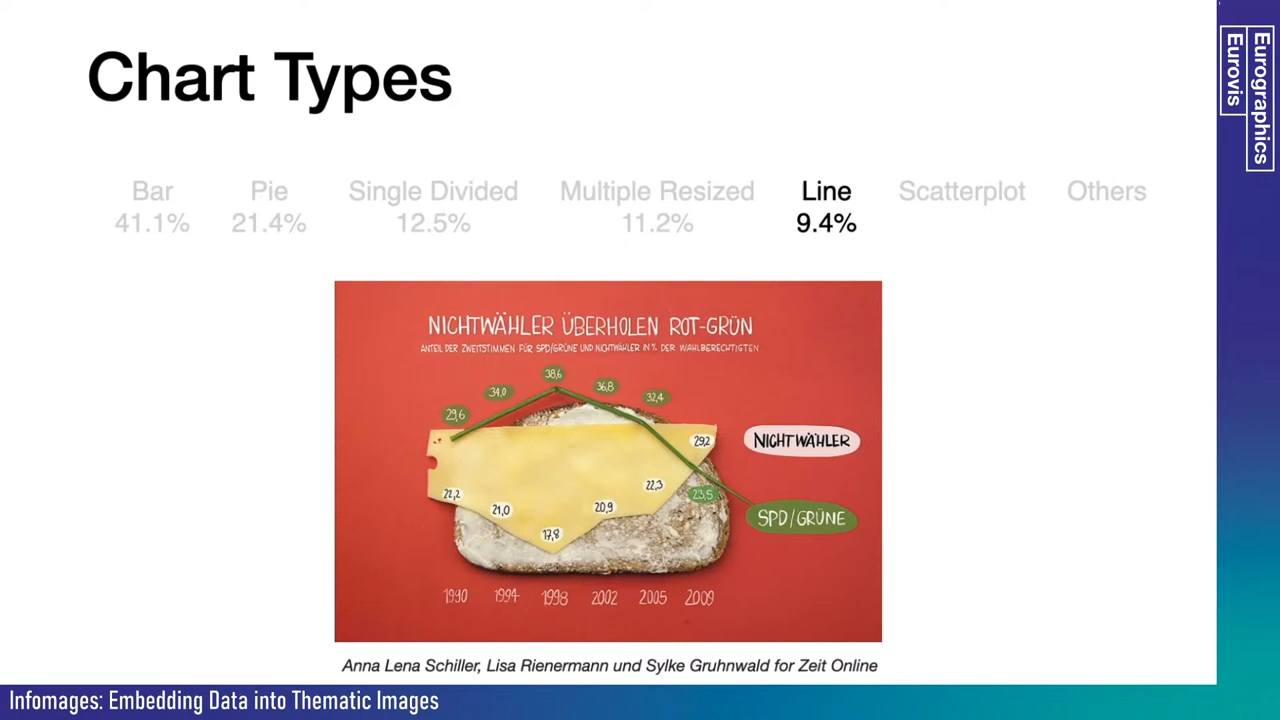 Chart Types
Eurographics
Eurovis
Bar
41.1%
Pie
21.4%
Single Divided
12.5%
Multiple Resized
11.2%
Line
9.4%
Scatterplot
Others
NICHTWÄHLER ÜBERHOLEN ROT-GRÜN
ANTEIL DER ZWEITSTIMMEN FÜR SPD/GRÜNE UND NICHTWÄHLER IN % DER WAHLBERECHTIGTEN
29,6
34,0
38,6
36,8
32,4
29,2
NICHTWÄHLER
22,2
21,0
17,8
20,9
22,3
23,5
SPD/GRÜNE
1990 1994 1998 2002 2005 2009
Anna Lena Schiller, Lisa Rienermann und Sylke Gruhnwald for Zeit Online
Infomages: Embedding Data into Thematic Images